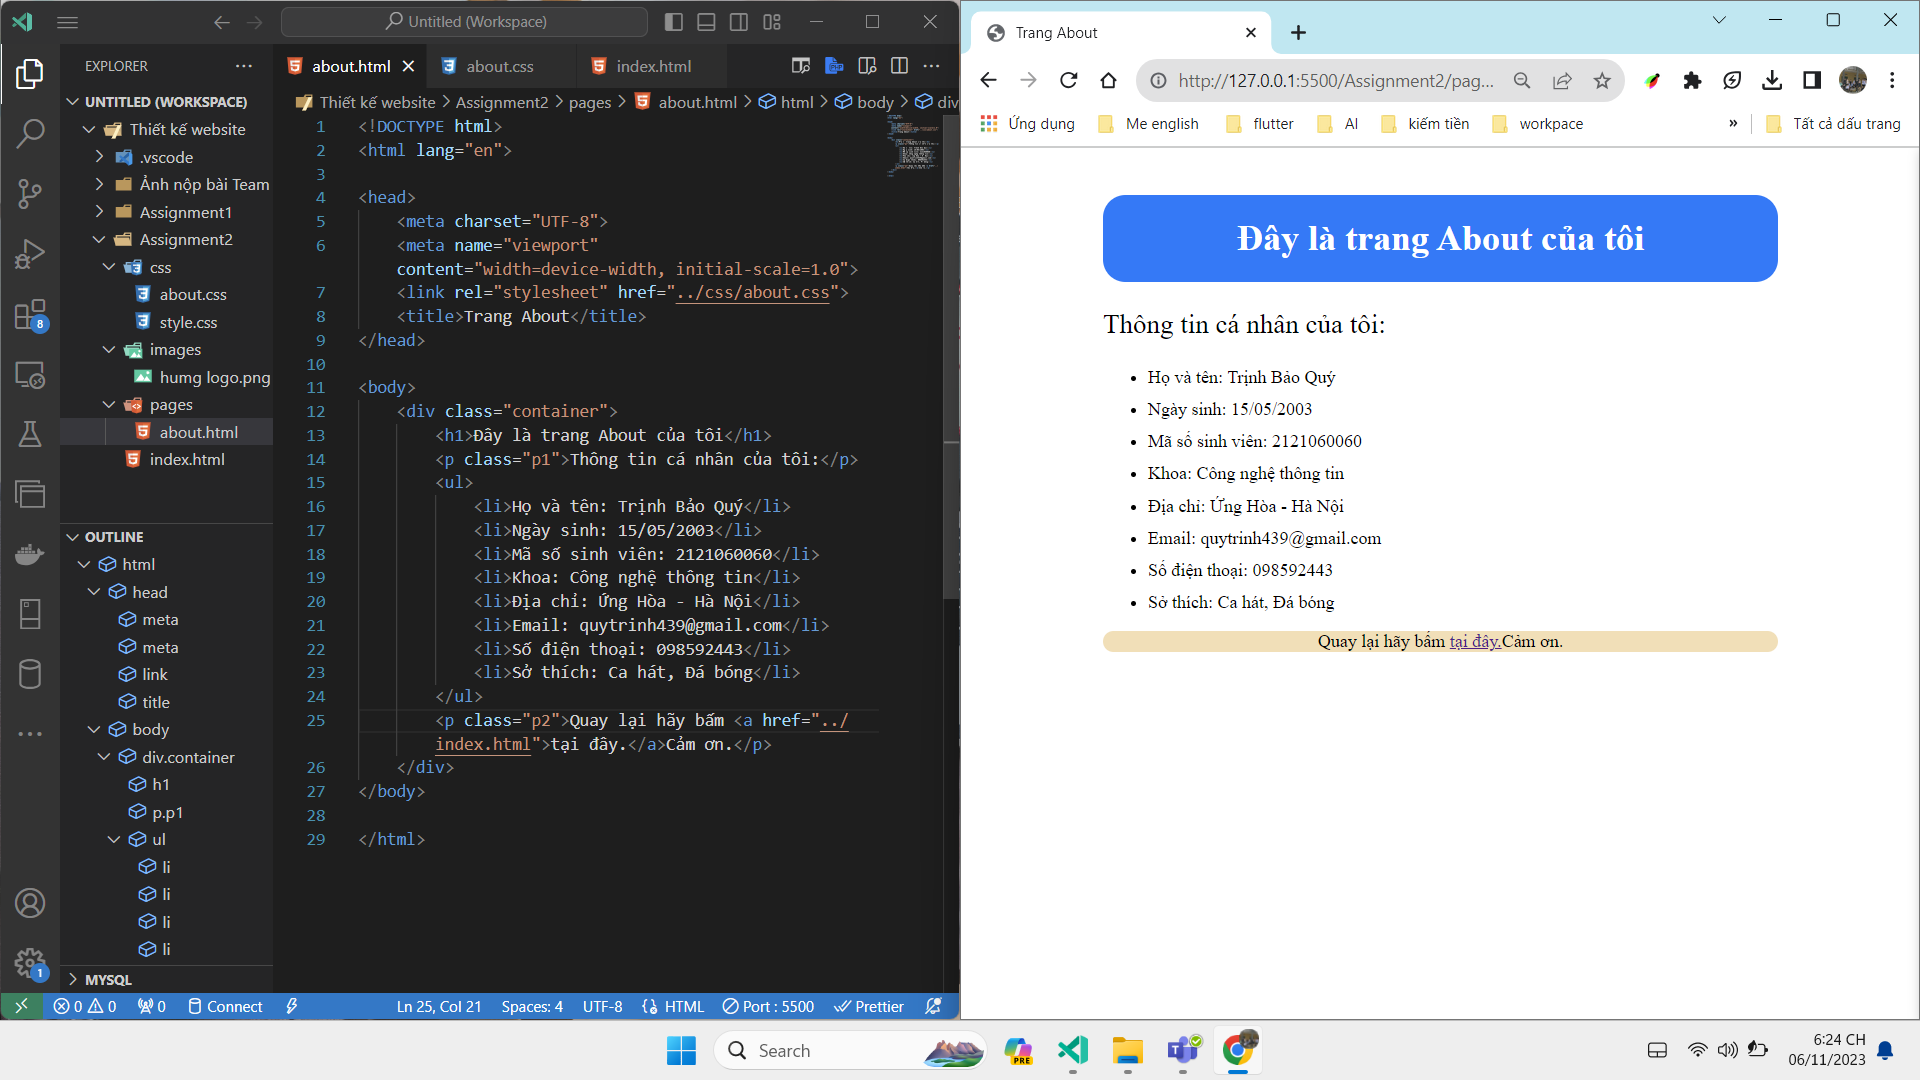 Untitled (Workspace)
EXPLORER
UNTITLED (WORKSPACE)
Thiết kế website
.vscode
Ảnh nộp bài Team
Assignment1
Assignment2
css
about.css
style.css
images
humg logo.png
pages
about.html
index.html
OUTLINE
html
head
meta
meta
link
title
body
div.container
h1
p.p1
ul
li
li
li
li
MYSQL
8
1
about.html
about.css
index.html
Thiết kế website > Assignment2 > pages > about.html > html > body > div
1 <!DOCTYPE html>
2 <html lang="en">
3
4 <head>
5 <meta charset="UTF-8">
6 <meta name="viewport"
content="width=device-width, initial-scale=1.0">
7 <link rel="stylesheet" href="../css/about.css">
8 <title>Trang About</title>
9 </head>
10
11 <body>
12 <div class="container">
13 <h1>Đây là trang About của tôi</h1>
14 <p class="p1">Thông tin cá nhân của tôi:</p>
15 <ul>
16 <li>Họ và tên: Trịnh Bảo Quý</li>
17 <li>Ngày sinh: 15/05/2003</li>
18 <li>Mã số sinh viên: 2121060060</li>
19 <li>Khoa: Công nghệ thông tin</li>
20 <li>Địa chỉ: Ứng Hòa - Hà Nội</li>
21 <li>Email: quytrinh439@gmail.com</li>
22 <li>Số điện thoại: 098592443</li>
23 <li>Sở thích: Ca hát, Đá bóng</li>
24 </ul>
25 <p class="p2">Quay lại hãy bấm <a href="../
index.html">tại đây.</a>Cảm ơn.</p>
26 </div>
27 </body>
28
29 </html>
0 0 0 Connect Ln 25, Col 21 Spaces: 4 UTF-8 HTML Port : 5500 Prettier
Trang About
http://127.0.0.1:5500/Assignment2/pag...
Ứng dụng Me english flutter AI kiếm tiền workpace » Tất cả dấu trang
Đây là trang About của tôi
Thông tin cá nhân của tôi:
• Họ và tên: Trịnh Bảo Quý
• Ngày sinh: 15/05/2003
• Mã số sinh viên: 2121060060
• Khoa: Công nghệ thông tin
• Địa chỉ: Ứng Hòa - Hà Nội
• Email: quytrinh439@gmail.com
• Số điện thoại: 098592443
• Sở thích: Ca hát, Đá bóng
Quay lại hãy bấm tại đây.Cảm ơn.
Search
PRE
6:24 CH
06/11/2023